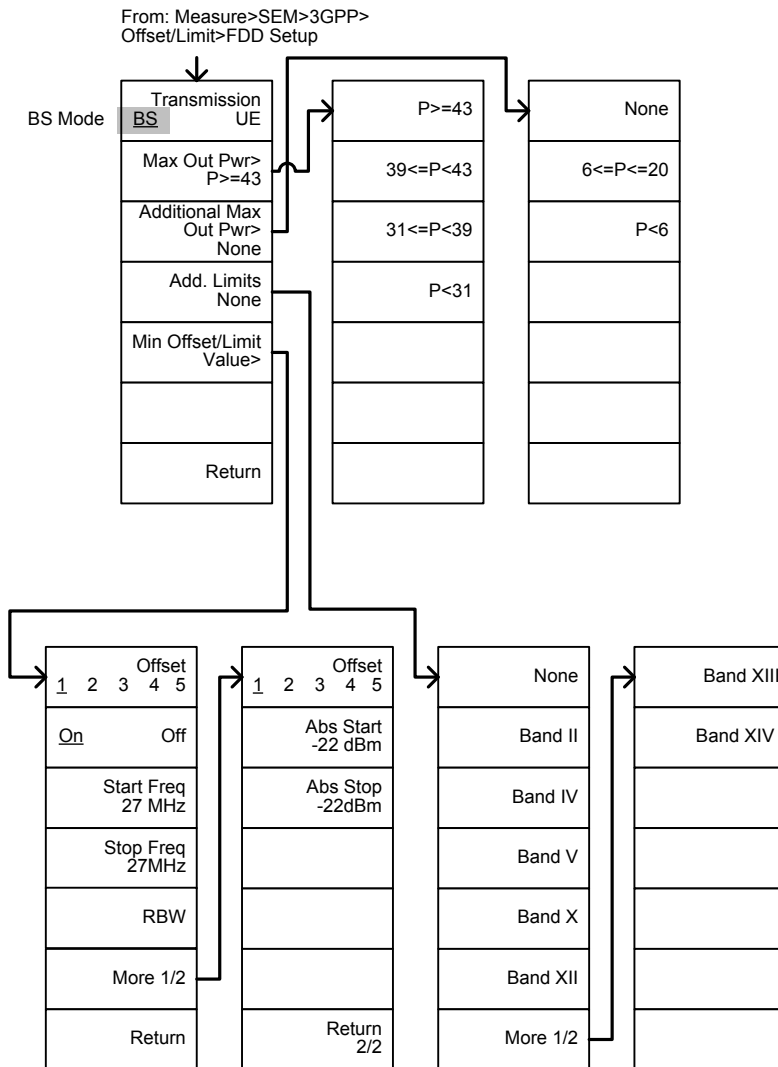 From: Measure>SEM>3GPP>
Offset/Limit>FDD Setup
BS Mode
Transmission
BS UE
Max Out Pwr>
P>=43
Additional Max
Out Pwr>
None
Add. Limits
None
Min Offset/Limit
Value>
Return
P>=43
39<=P<43
31<=P<39
P<31
None
6<=P<=20
P<6
Offset
1 2 3 4 5
On Off
Start Freq
27 MHz
Stop Freq
27MHz
RBW
More 1/2
Return
Offset
1 2 3 4 5
Abs Start
-22 dBm
Abs Stop
-22dBm
Return
2/2
None
Band II
Band IV
Band V
Band X
Band XII
More 1/2
Band XIII
Band XIV